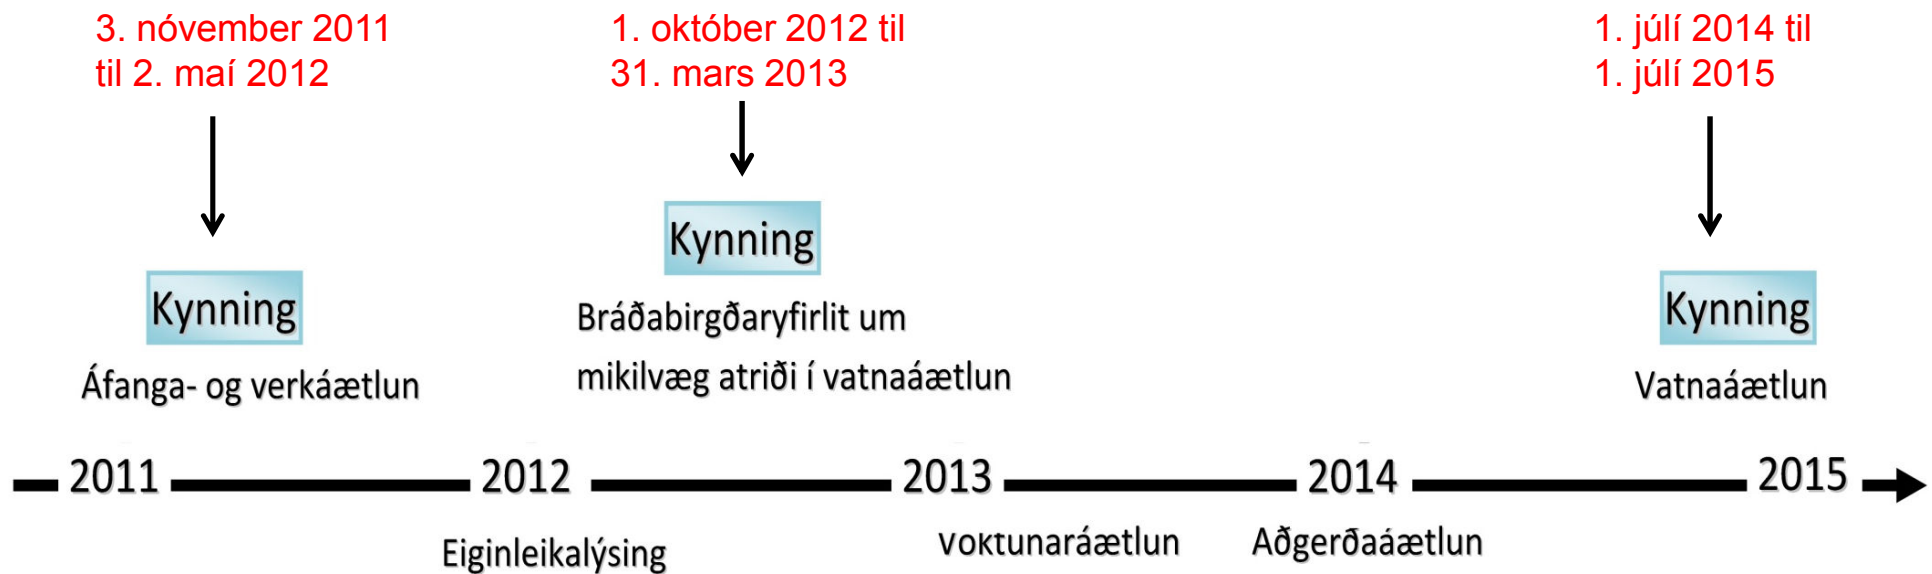 3. nóvember 2011
til 2. maí 2012
1. október 2012 til
31. mars 2013
1. júlí 2014 til
1. júlí 2015
Kynning
Áfanga- og verkáætlun
Kynning
Bráðabirgðaryfirlit um
mikilvæg atriði í vatnaáætlun
Kynning
Vatnaáætlun
2011
2012
2013
2014
2015
Eiginleikalýsing
Vöktunaráætlun
Aðgerðaáætlun